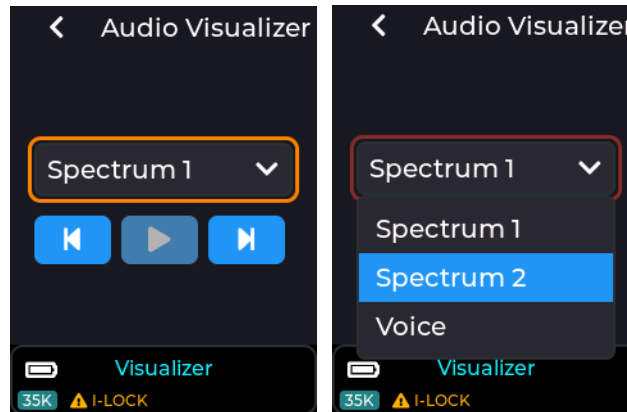 Audio Visualizer
Spectrum 1
Visualizer
35K I-LOCK
Audio Visualizer
Spectrum 1
Spectrum 1
Spectrum 2
Voice
Visualizer
35K I-LOCK